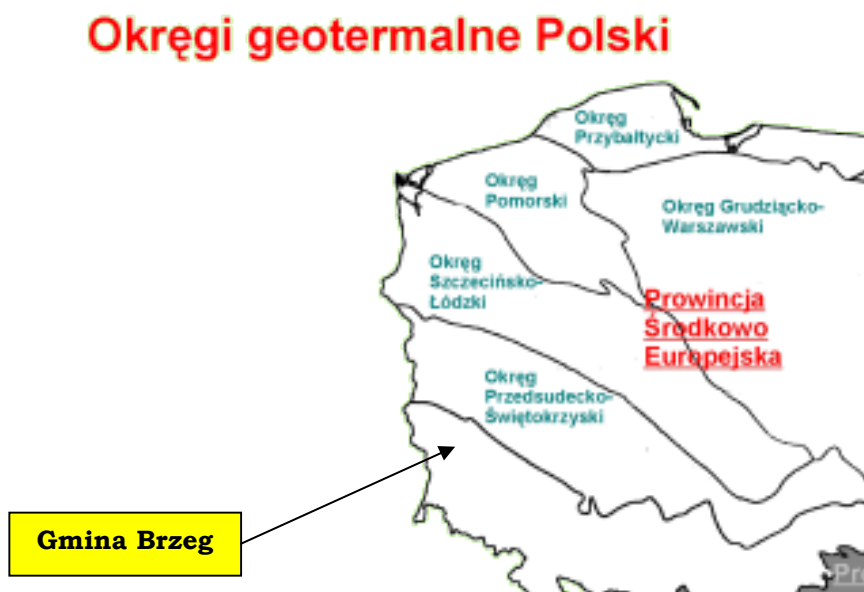 Okręgi geotermalne Polski
Okręg
Przybałtycki
Okręg
Pomorski
Okręg Grudziącko-
Warszawski
Okręg
Szczecińsko-
Łódzki
Prowincja
Środkowo
Europejska
Okręg
Przedsudecko-
Świętokrzyski
Gmina Brzeg
Pr